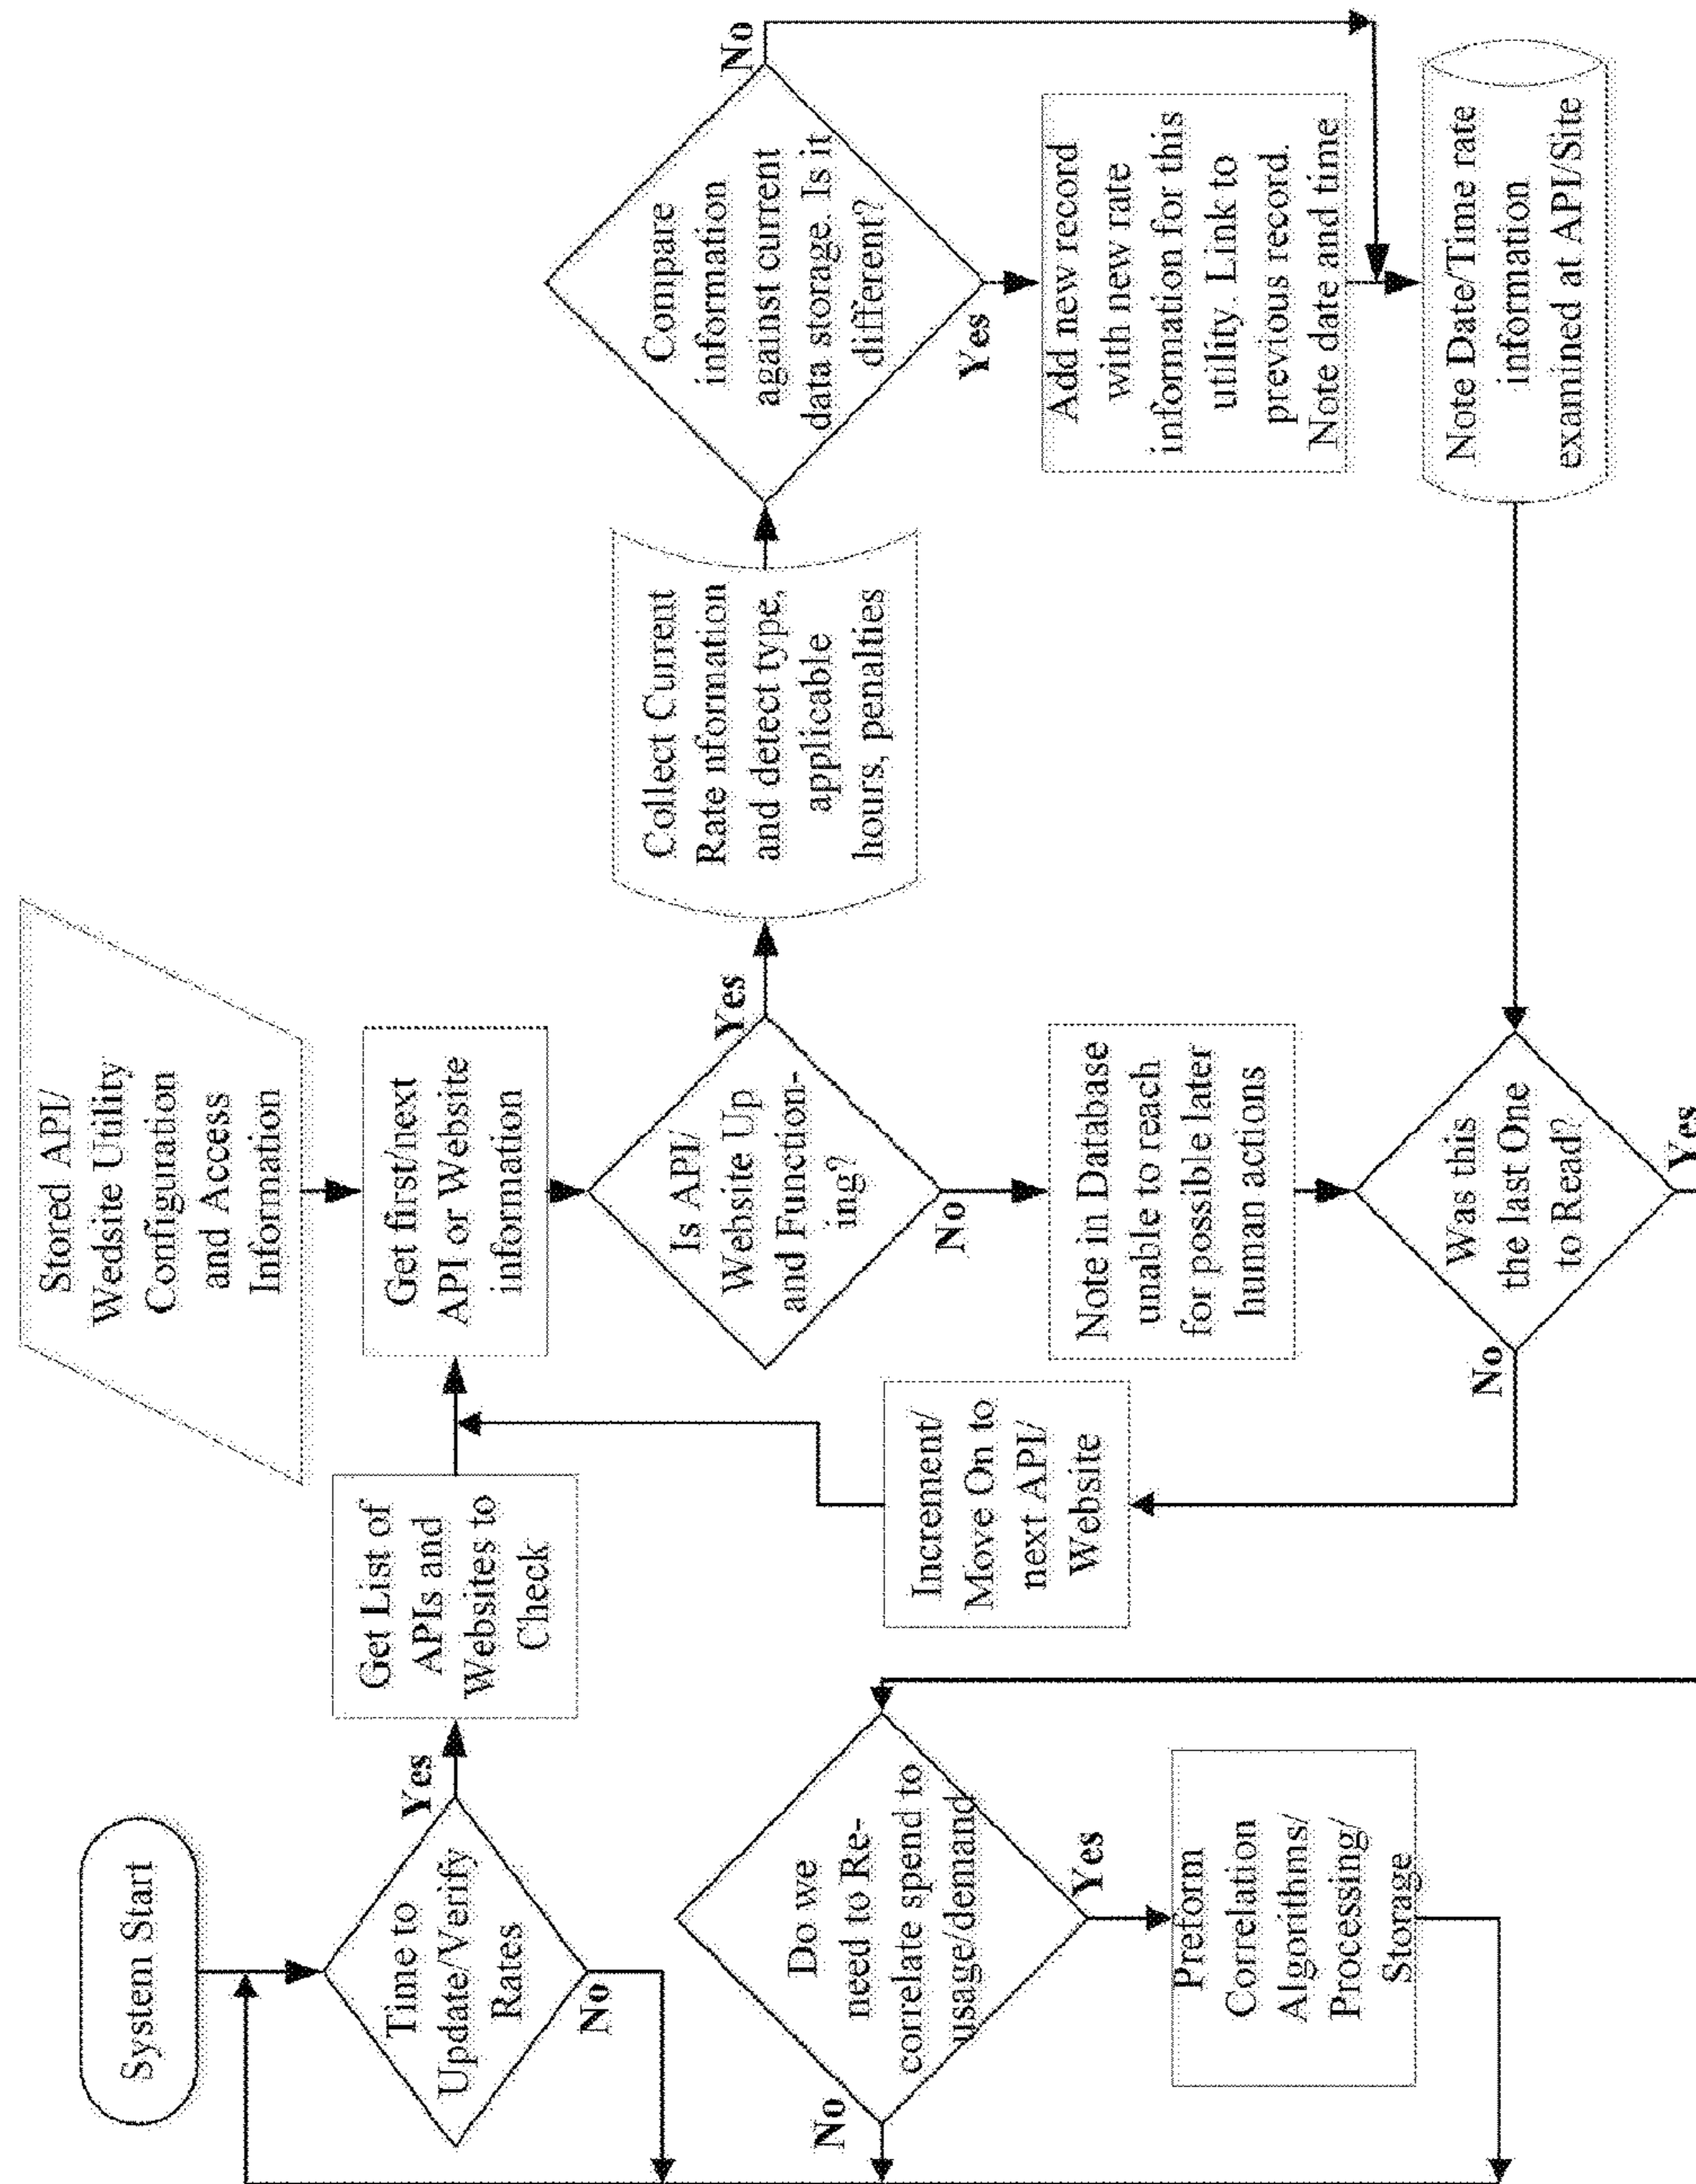 System Start
Time to
Update/Verify
Rates
Yes
No
Get List of
APIs and
Websites to
Check
Stored API/
Wedsite Utility
Configuration
and Access
Information
Get first/next
API or Website
information
Is API/
Website Up
and Function-
ing?
Yes
No
Collect Current
Rate nformation
and detect type,
applicable
hours, penalties
Compare
information
against current
data storage. Is it
different?
No
Yes
Add new record
with new rate
information for this
utility. Link to
previous record.
Note date and time
Note Date/Time rate
information
examined at API/Site
Note in Database
unable to reach
for possible later
human actions
Was this
the last One
to Read?
No
Yes
Increment/
Move On to
next API/
Website
Do we
need to Re-
correlate spend to
usage/demand
No
Yes
Preform
Correlation
Algorithms/
Processing/
Storage